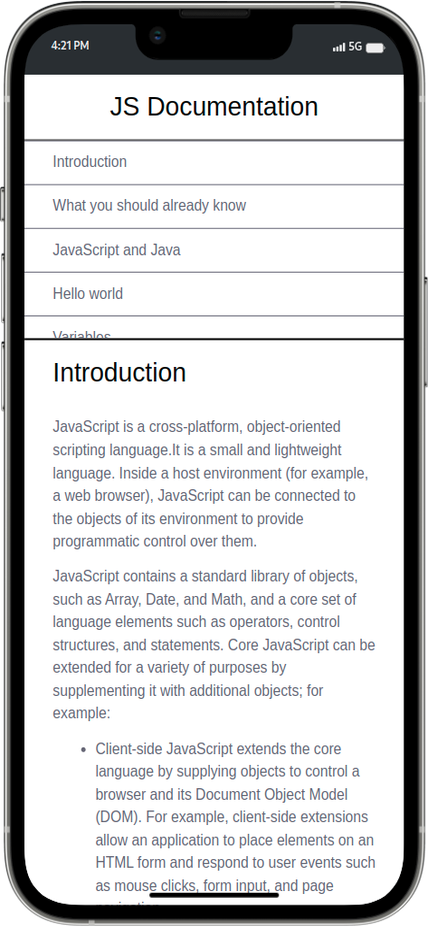 4:21 PM
5G
JS Documentation
Introduction
What you should already know
JavaScript and Java
Hello world
Variables
Introduction
JavaScript is a cross-platform, object-oriented
scripting language.It is a small and lightweight
language. Inside a host environment (for example,
a web browser), JavaScript can be connected to
the objects of its environment to provide
programmatic control over them.
JavaScript contains a standard library of objects,
such as Array, Date, and Math, and a core set of
language elements such as operators, control
structures, and statements. Core JavaScript can be
extended for a variety of purposes by
supplementing it with additional objects; for
example:
• Client-side JavaScript extends the core
language by supplying objects to control a
browser and its Document Object Model
(DOM). For example, client-side extensions
allow an application to place elements on an
HTML form and respond to user events such
as mouse clicks, form input, and page